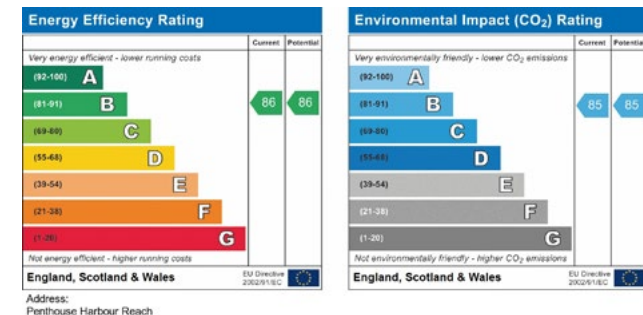 Energy Efficiency Rating
Current Potential
Very energy efficient - lower running costs
(92-100) A
(81-91) B 86 86
(69-80) C
(55-68) D
(39-54) E
(21-38) F
(1-20) G
Not energy efficient - higher running costs
England, Scotland & Wales
EU Directive
2002/91/EC
Address:
Penthouse Harbour Reach
Environmental Impact (CO₂) Rating
Current Potential
Very environmentally friendly - lower CO₂ emissions
(92-100) A
(81-91) B 85 85
(69-80) C
(55-68) D
(39-54) E
(21-38) F
(1-20) G
Not environmentally friendly - higher CO₂ emissions
England, Scotland & Wales
EU Directive
2002/91/EC